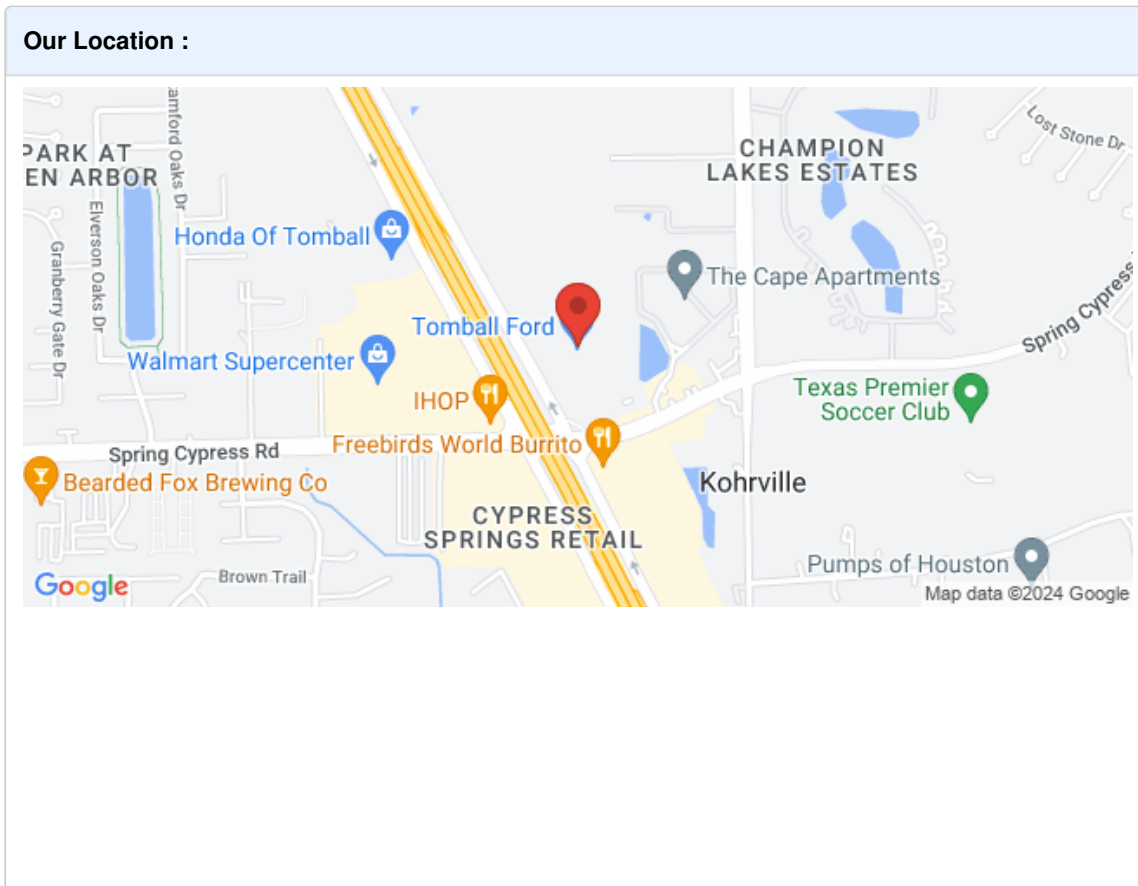 Our Location :
amford Oaks Dr
PARK AT
EN ARBOR
Elverson Oaks Dr
Granberry Gate Dr
Honda Of Tomball
CHAMPION
LAKES ESTATES
Lost Stone Dr
The Cape Apartments
Tomball Ford
Walmart Supercenter
Spring Cypress
IHOP
Texas Premier
Soccer Club
Freebirds World Burrito
Spring Cypress Rd
Bearded Fox Brewing Co
Kohrville
CYPRESS
SPRINGS RETAIL
Pumps of Houston
Brown Trail
Google
Map data ©2024 Google